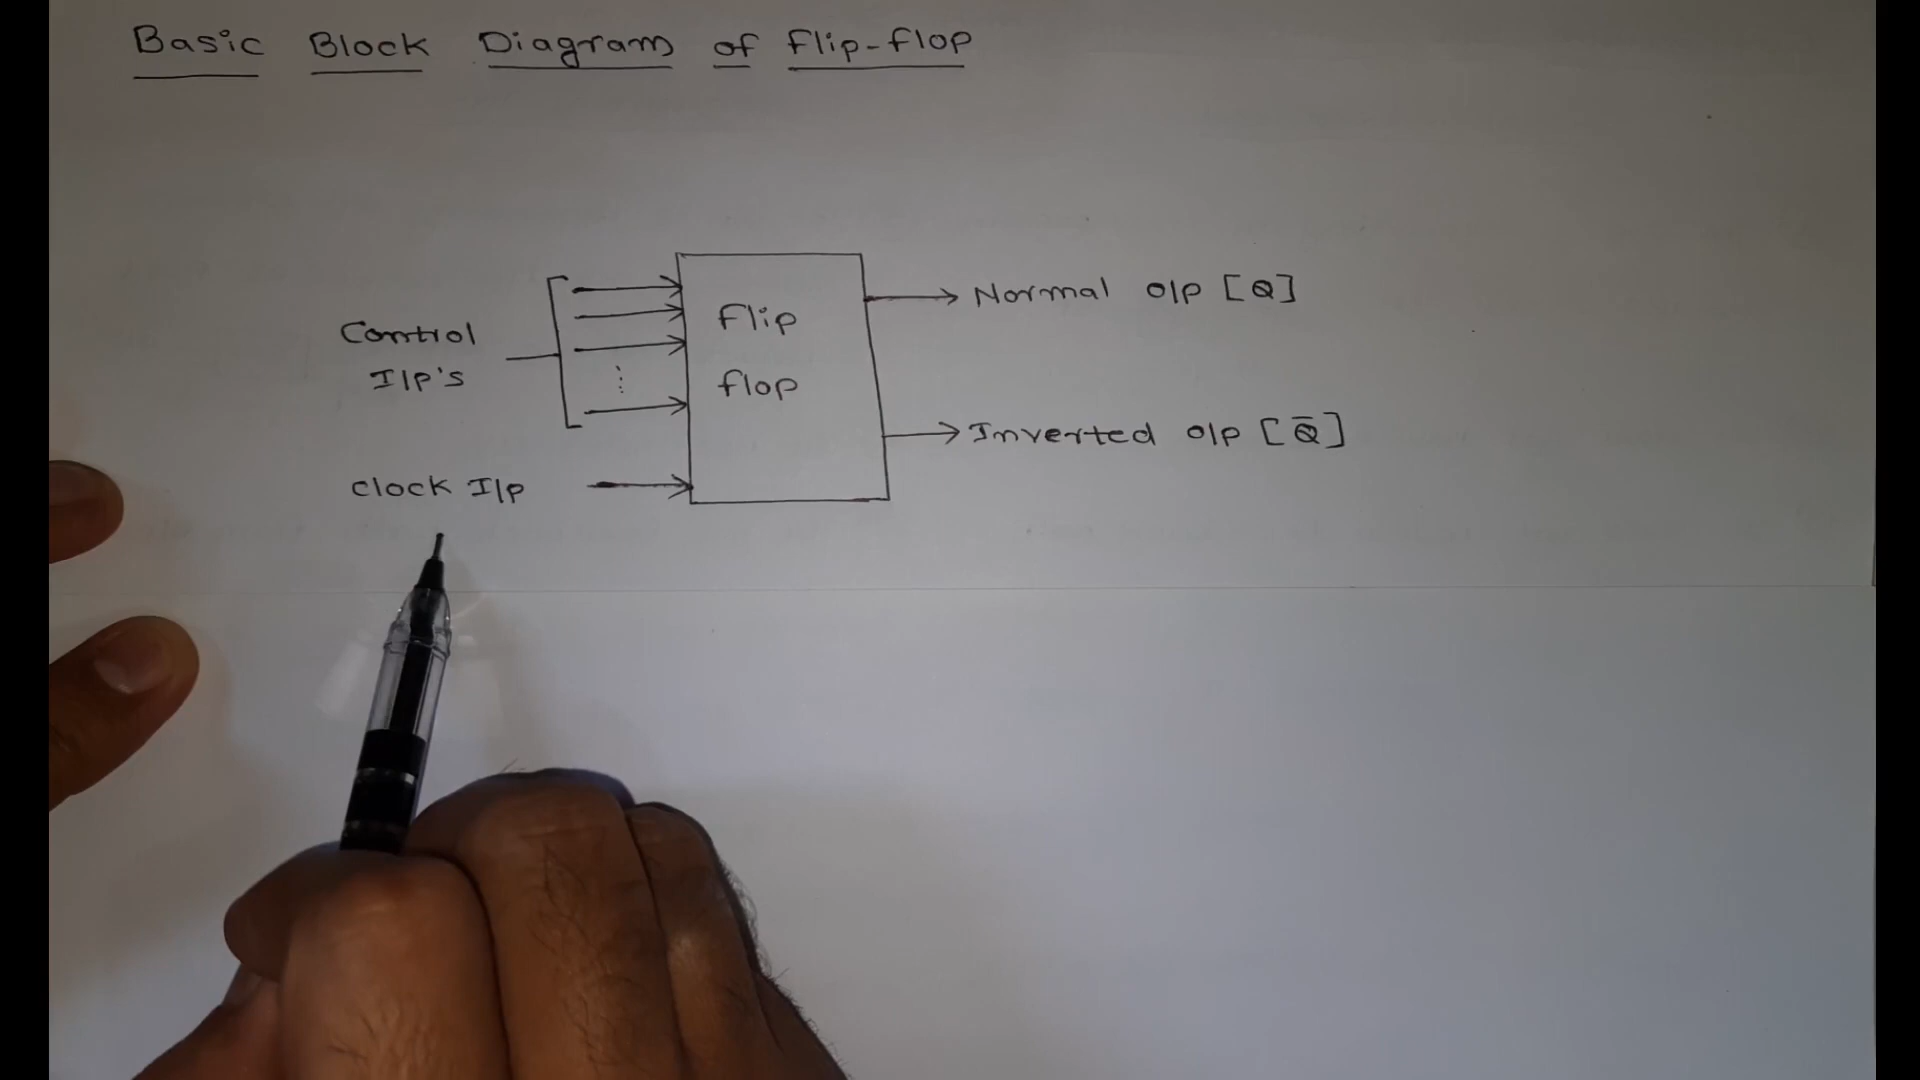 Basic Block Diagram of Flip-flop
Control
I/P's
Flip
flop
Normal O/P [Q]
Inverted O/P [Q̅]
clock I/P